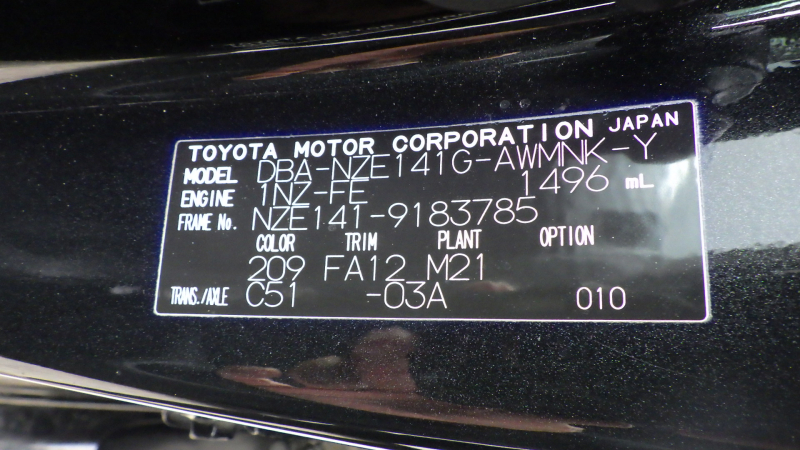 TOYOTA MOTOR CORPORATION JAPAN
MODEL DBA-NZE141G-AWMNK-Y
ENGINE 1NZ-FE 1496 mL
FRAME No. NZE141-9183785
COLOR TRIM PLANT OPTION
209 FA12 M21
TRANS./AXLE C51 -03A 010